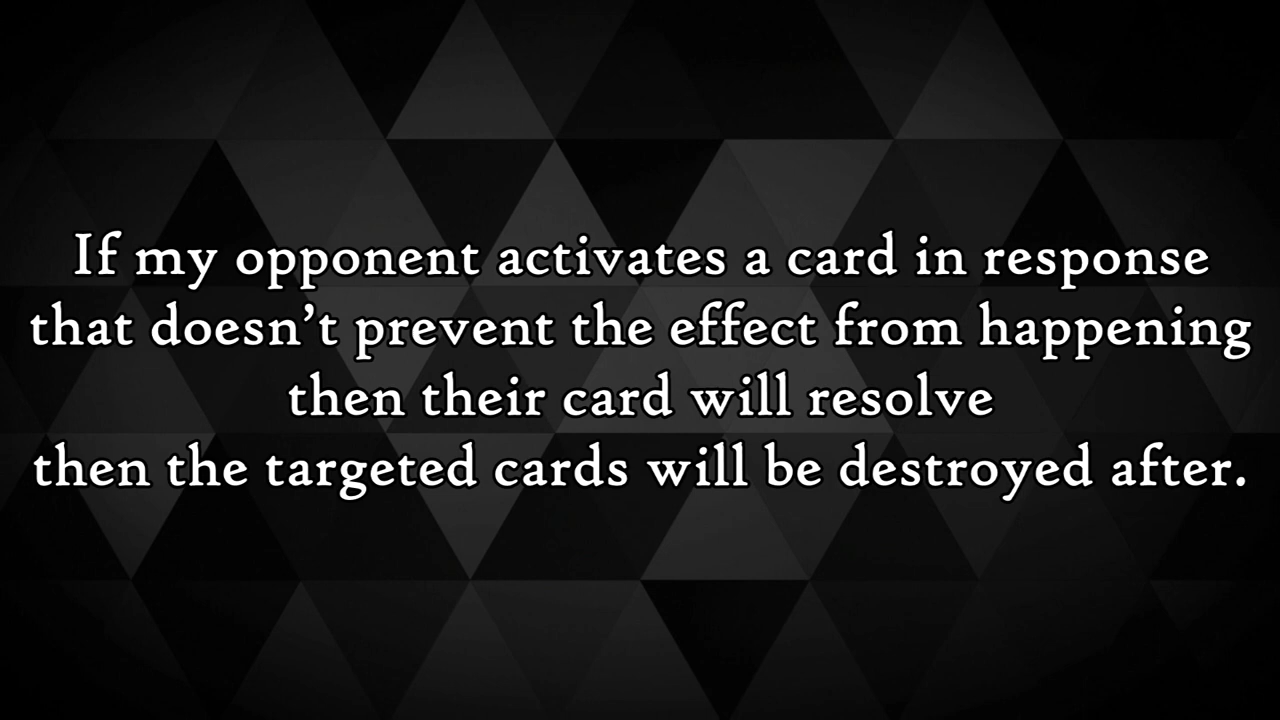 If my opponent activates a card in response
that doesn’t prevent the effect from happening
then their card will resolve
then the targeted cards will be destroyed after.